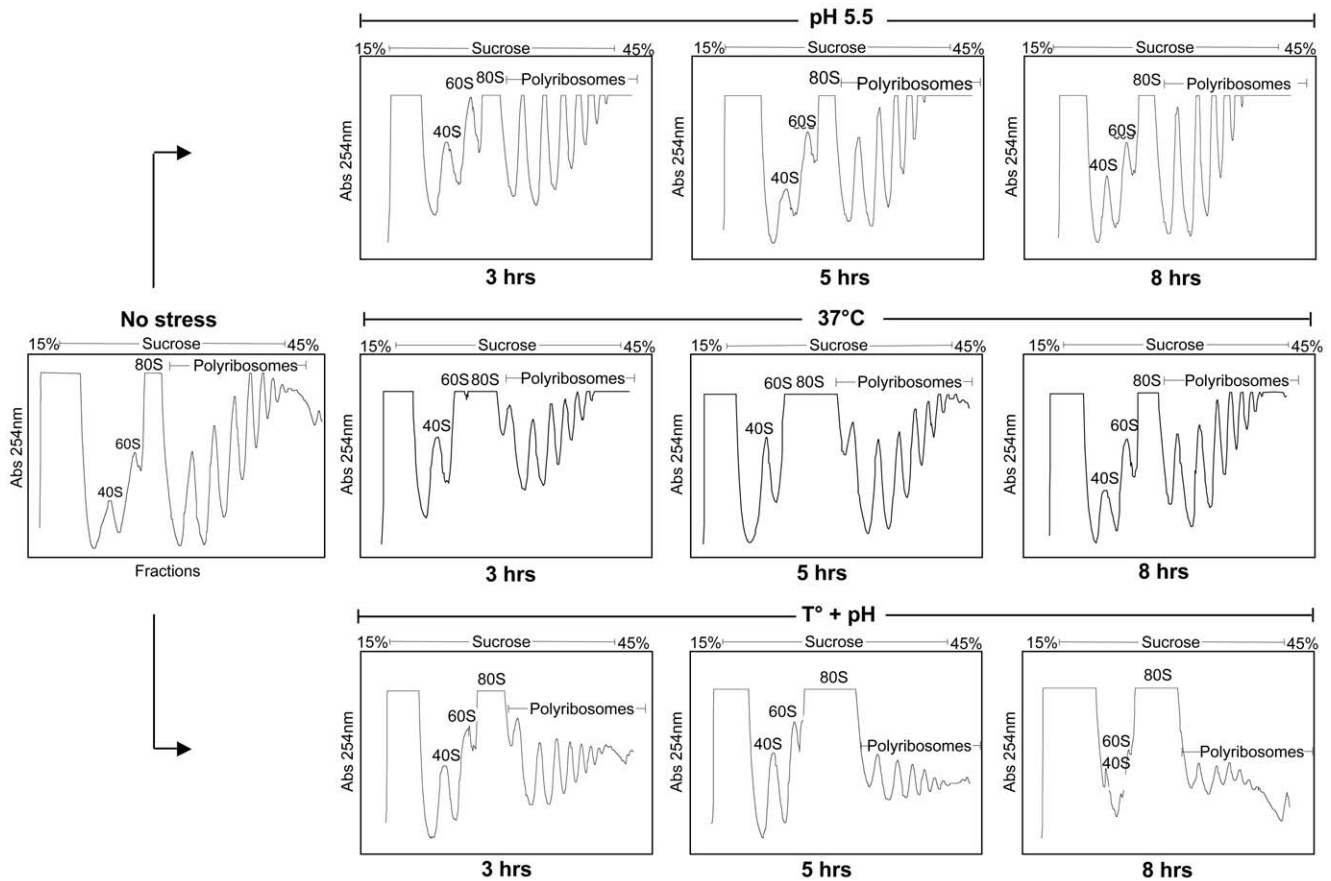 pH 5.5
15% Sucrose 45%
40S 60S 80S Polyribosomes
Abs 254nm
3 hrs
15% Sucrose 45%
40S 60S 80S Polyribosomes
Abs 254nm
5 hrs
15% Sucrose 45%
40S 60S 80S Polyribosomes
Abs 254nm
8 hrs
No stress
15% Sucrose 45%
40S 60S 80S Polyribosomes
Abs 254nm
Fractions
37°C
15% Sucrose 45%
40S 60S 80S Polyribosomes
Abs 254nm
3 hrs
15% Sucrose 45%
40S 60S 80S Polyribosomes
Abs 254nm
5 hrs
15% Sucrose 45%
40S 60S 80S Polyribosomes
Abs 254nm
8 hrs
T° + pH
15% Sucrose 45%
40S 60S 80S Polyribosomes
Abs 254nm
3 hrs
15% Sucrose 45%
40S 60S 80S Polyribosomes
Abs 254nm
5 hrs
15% Sucrose 45%
40S 60S 80S Polyribosomes
Abs 254nm
8 hrs